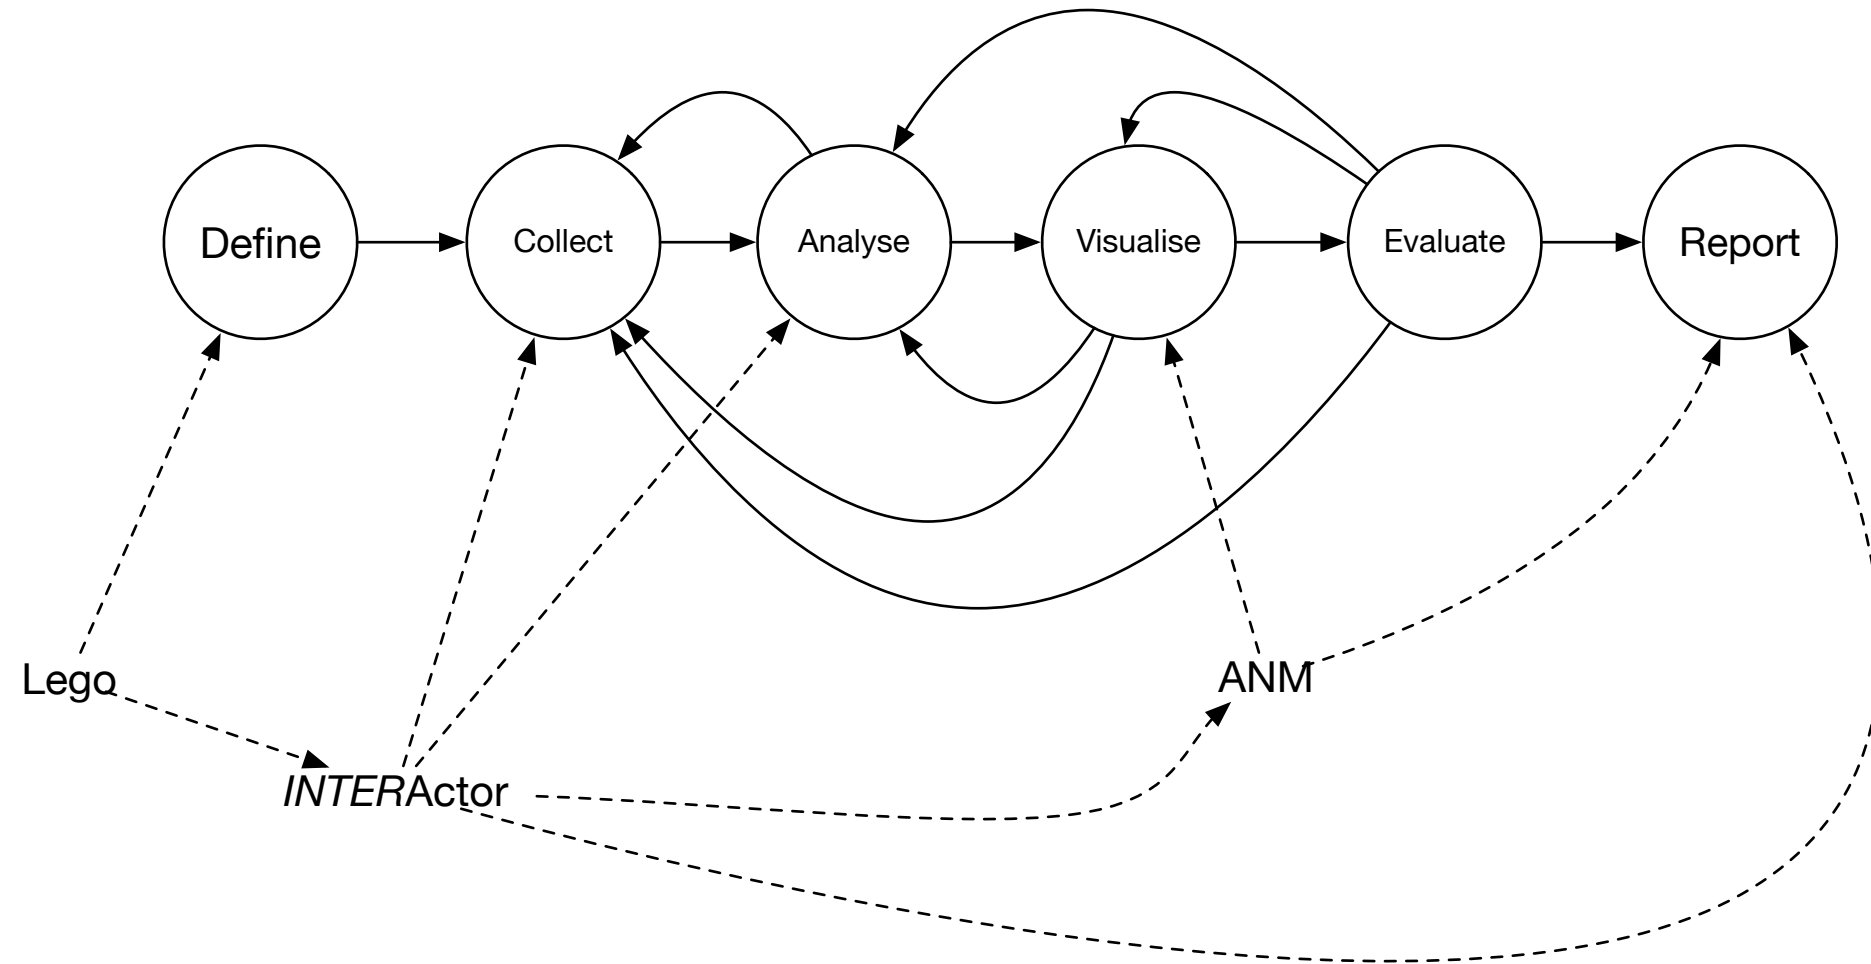 Define
Collect
Analyse
Visualise
Evaluate
Report
Lego
ANM
INTERActor